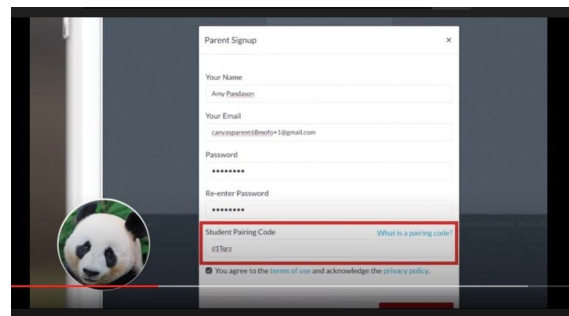 Parent Signup ×
Your Name
Amy Pandason
Your Email
canvasparent68mofo+1@gmail.com
Password
Re-enter Password
Student Pairing Code What is a pairing code?
You agree to the terms of use and acknowledge the privacy policy.